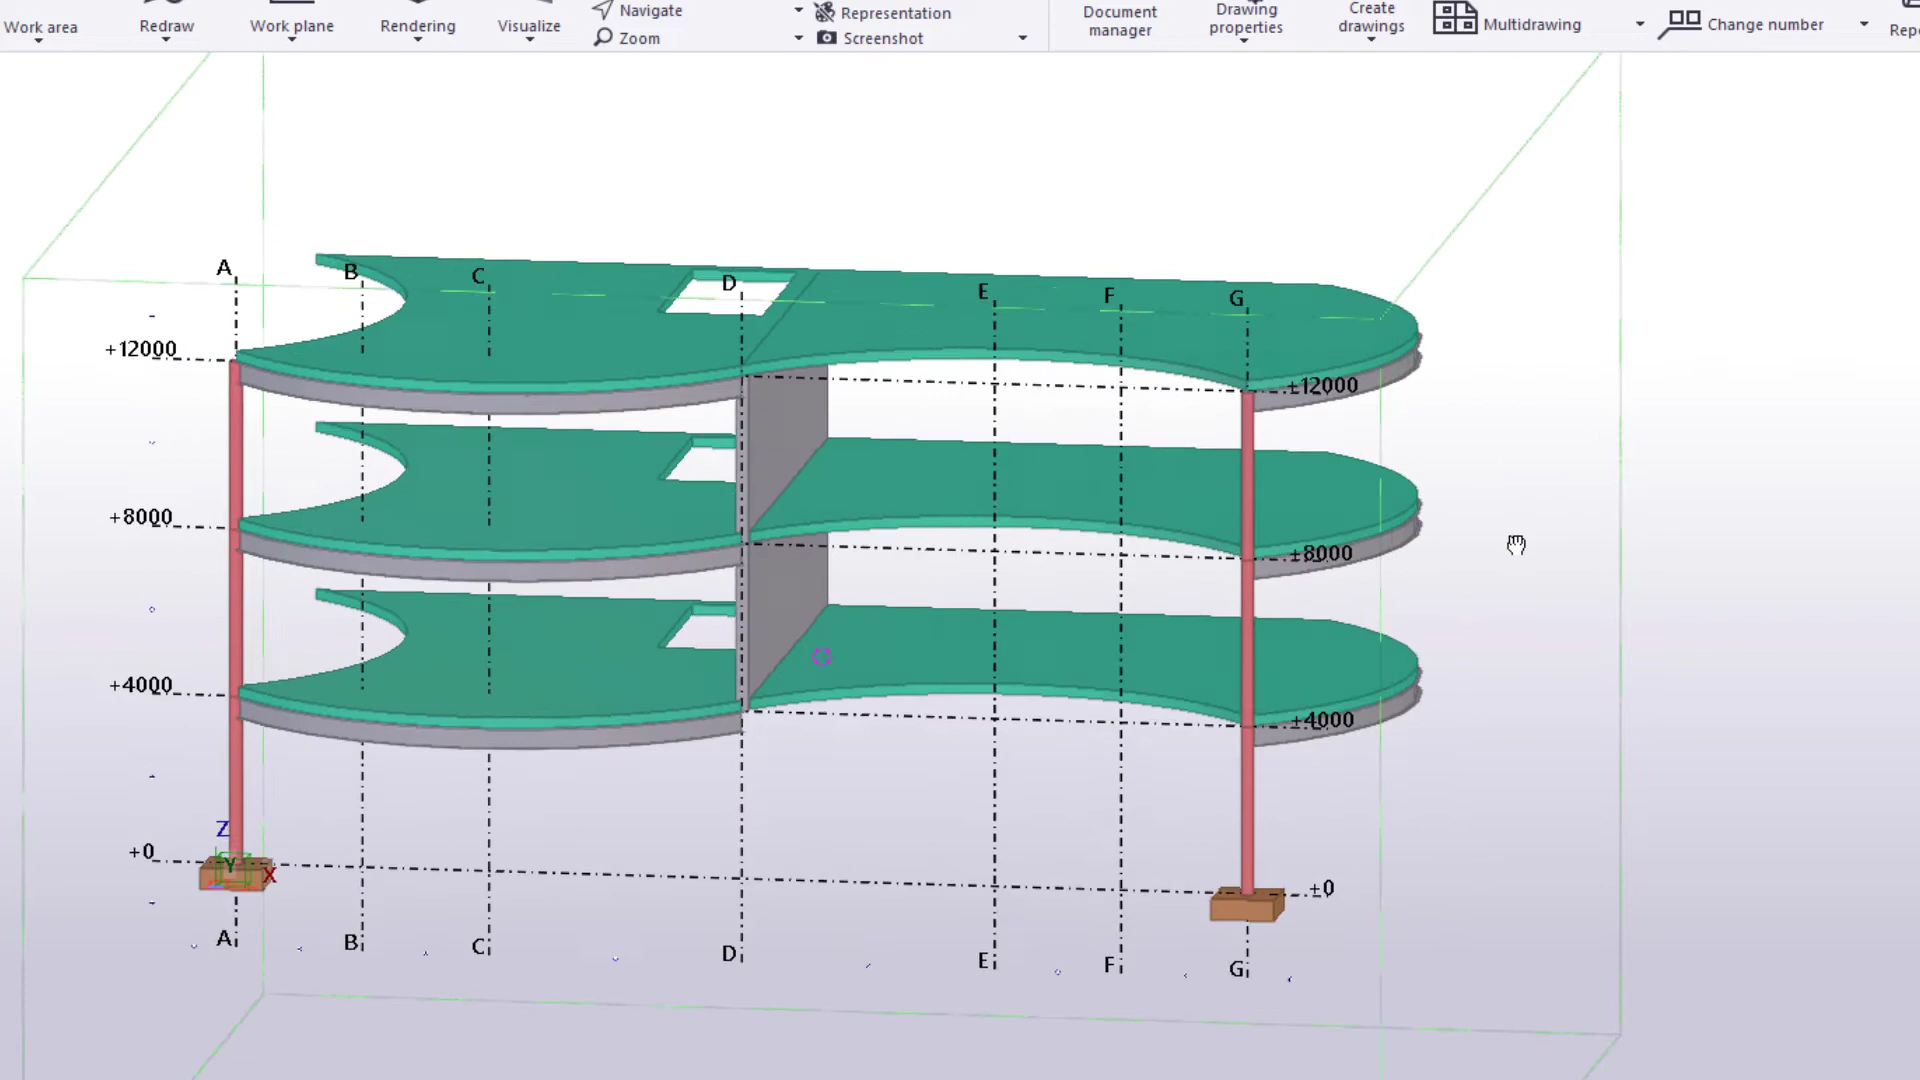 Work area
Redraw
Work plane
Rendering
Visualize
Navigate
Zoom
Representation
Screenshot
Document
manager
Drawing
properties
Create
drawings
Multidrawing
Change number
A
B
C
D
E
F
G
+12000
±12000
+8000
±8000
+4000
±4000
Z
Y
X
+0
±0
A
B
C
D
E
F
G